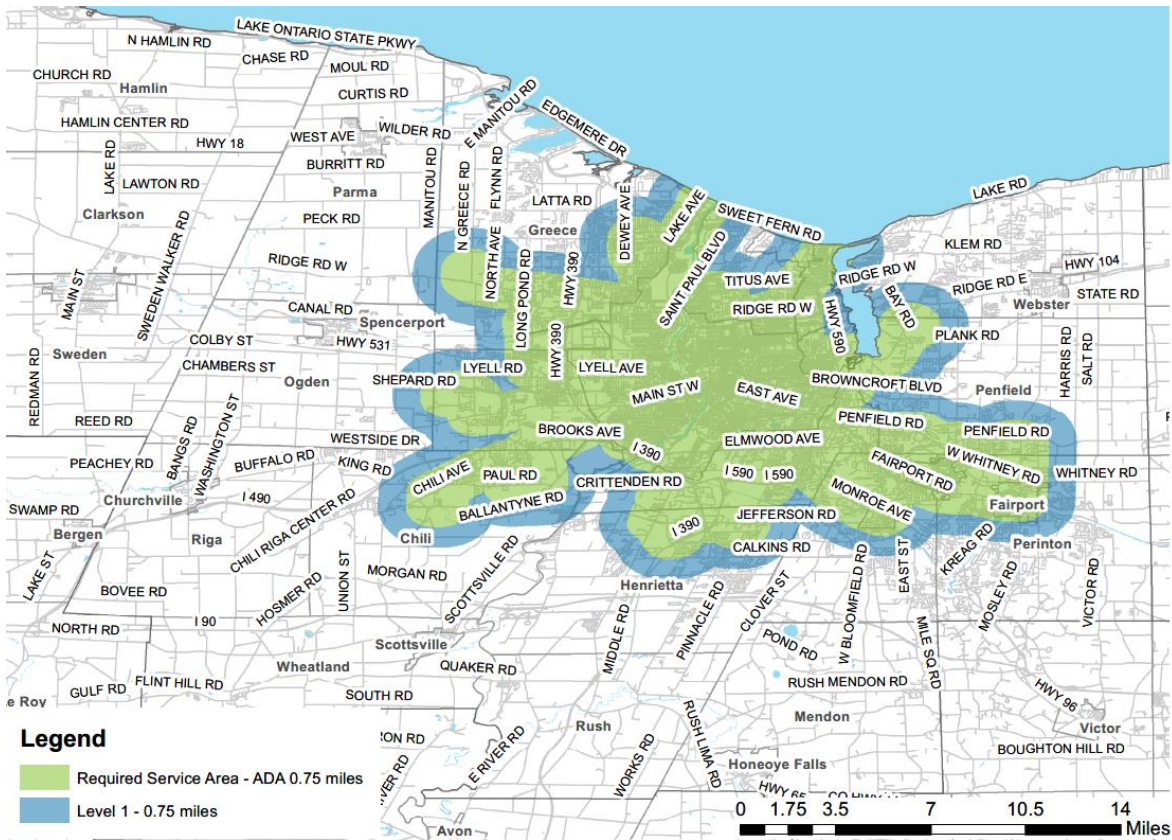 LAKE ONTARIO STATE PKWY
N HAMLIN RD
CHASE RD
MOUL RD
CHURCH RD
Hamlin
CURTIS RD
E MANITOU RD
EDGEMERE DR
HAMLIN CENTER RD
WEST AVE
WILDER RD
HWY 18
BURRITT RD
LAKE RD
LAWTON RD
Parma
MANITOU RD
N GREECE RD
FLYNN RD
LATTA RD
DEWEY AVE
LAKE AVE
SWEET FERN RD
LAKE RD
Clarkson
PECK RD
Greece
SWEDEN WALKER RD
RIDGE RD W
NORTH AVE
LONG POND RD
HWY 390
SAINT PAUL BLVD
TITUS AVE
RIDGE RD W
KLEM RD
HWY 104
MAIN ST
CANAL RD
RIDGE RD W
HWY 590
BAY RD
RIDGE RD E
STATE RD
Webster
Spencerport
COLBY ST
HWY 531
HWY 390
PLANK RD
Sweden
CHAMBERS ST
LYELL RD
LYELL AVE
HARRIS RD
SALT RD
REDMAN RD
Ogden
SHEPARD RD
MAIN ST W
EAST AVE
BROWNCROFT BLVD
Penfield
REED RD
BANGS RD
WASHINGTON ST
WESTSIDE DR
BROOKS AVE
ELMWOOD AVE
PENFIELD RD
PENFIELD RD
PEACHEY RD
BUFFALO RD
KING RD
I 390
W WHITNEY RD
FAIRPORT RD
WHITNEY RD
Churchville
I 490
CHILI AVE
PAUL RD
CRITTENDEN RD
I 590
I 590
MONROE AVE
Fairport
SWAMP RD
CHILI RIGA CENTER RD
BALLANTYNE RD
JEFFERSON RD
Bergen
Riga
Chili
I 390
CALKINS RD
KREAG RD
Perinton
LAKE ST
UNION ST
MORGAN RD
SCOTTSVILLE RD
Henrietta
EAST ST
BOVEE RD
HOSMER RD
PINNACLE RD
CLOVER ST
W BLOOMFIELD RD
MOSLEY RD
VICTOR RD
NORTH RD
I 90
Scottsville
MIDDLE RD
POND RD
MILE SQ RD
Wheatland
QUAKER RD
GULF RD
FLINT HILL RD
SOUTH RD
RUSH MENDON RD
HWY 96
e Roy
Rush
RUSH LIMA RD
Mendon
Victor
Legend
RON RD
E RIVER RD
WORKS RD
BOUGHTON HILL RD
Required Service Area - ADA 0.75 miles
VER RD
Honeoye Falls
Level 1 - 0.75 miles
HWY 65
Avon
0 1.75 3.5 7 10.5 14
Miles